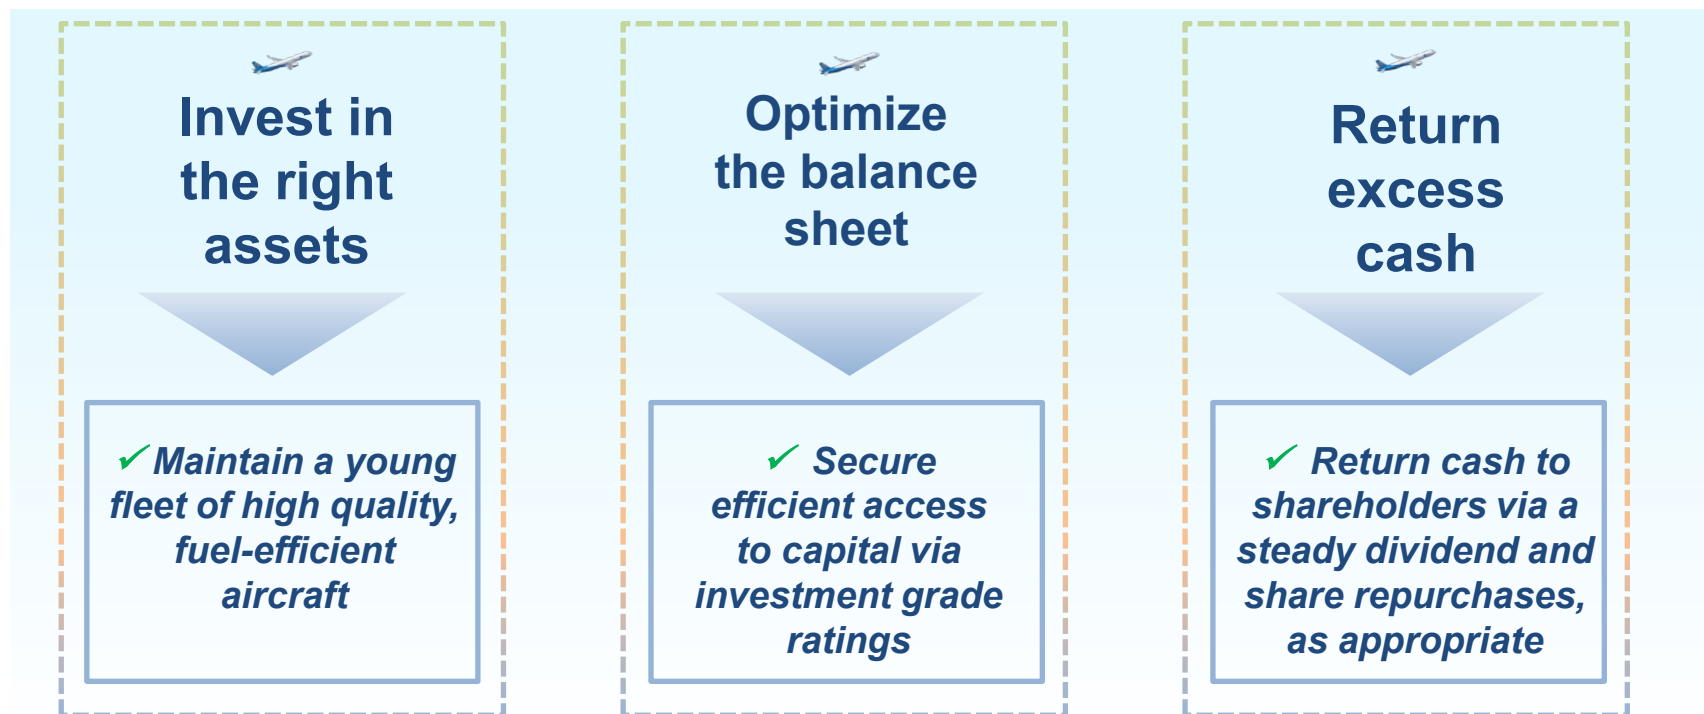 Invest in
the right
assets
✓ Maintain a young
fleet of high quality,
fuel-efficient
aircraft
Optimize
the balance
sheet
✓ Secure
efficient access
to capital via
investment grade
ratings
Return
excess
cash
✓ Return cash to
shareholders via a
steady dividend and
share repurchases,
as appropriate